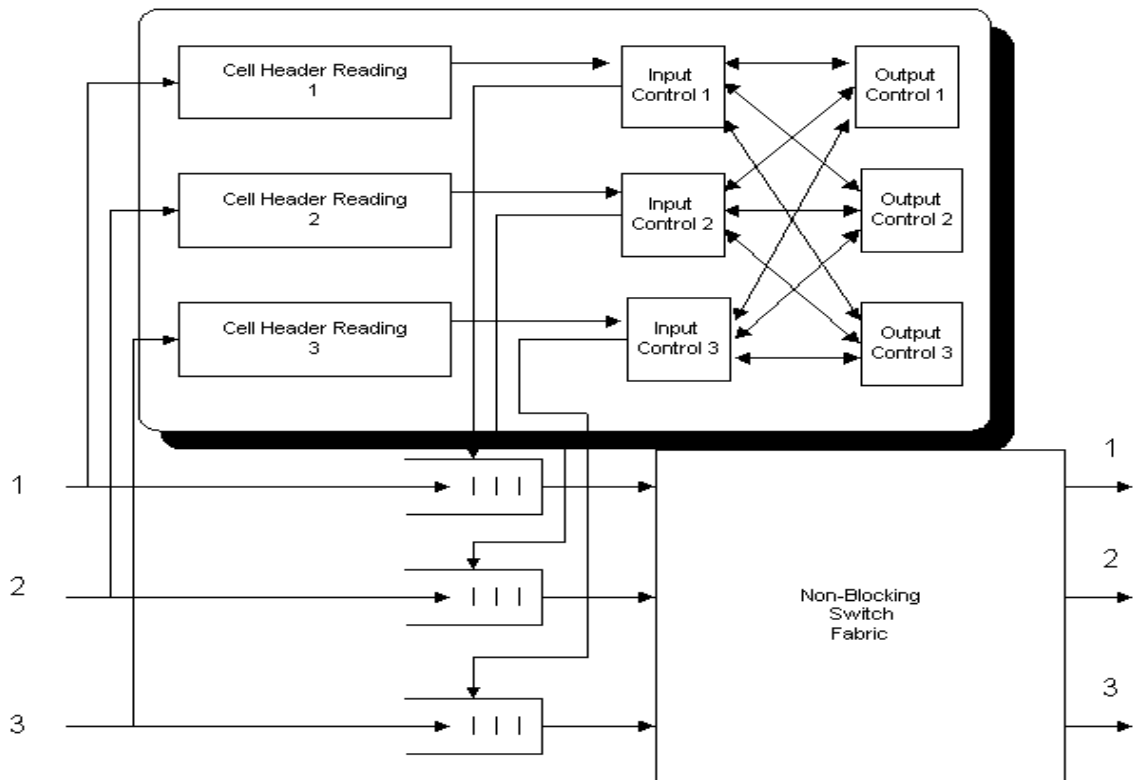 Cell Header Reading
1
Input
Control 1
Output
Control 1
Cell Header Reading
2
Input
Control 2
Output
Control 2
Cell Header Reading
3
Input
Control 3
Output
Control 3
1
1
2
2
Non-Blocking
Switch
Fabric
3
3